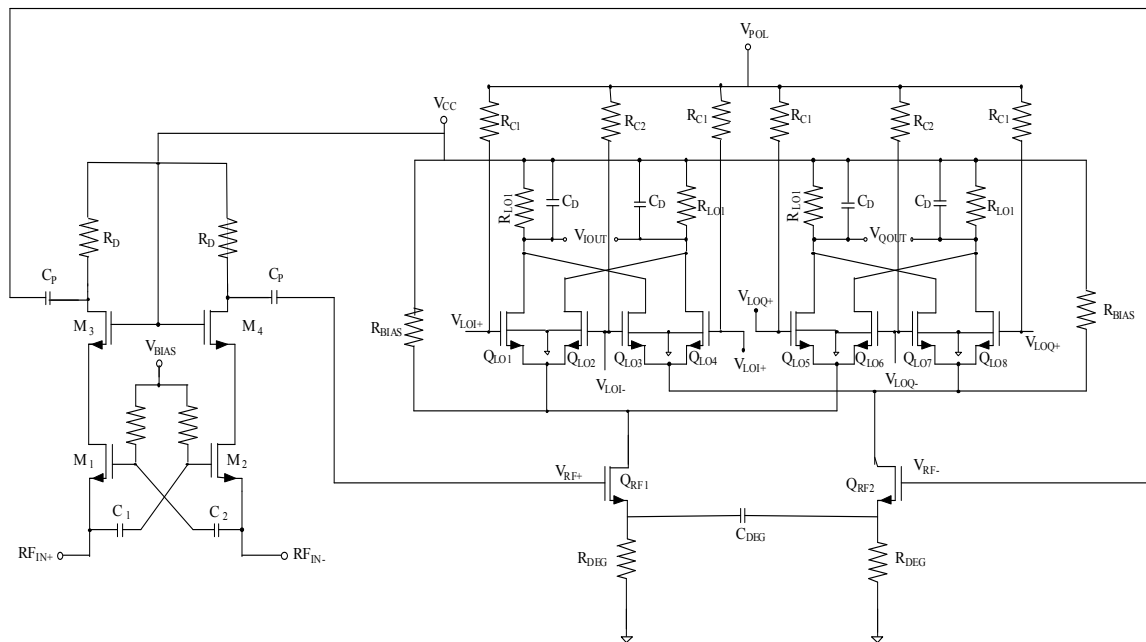 V_POL
V_CC
R_C1 R_C2 R_C1 R_C1 R_C2 R_C1
R_LO1 C_D C_D R_LO1 R_LO1 C_D C_D R_LO1
R_D R_D
V_IOUT V_QOUT
C_P C_P
R_BIAS R_BIAS
M_3 M_4
V_LOI+ V_LOQ+
V_BIAS
Q_LO1 Q_LO2 Q_LO3 Q_LO4 Q_LO5 Q_LO6 Q_LO7 Q_LO8
V_LOQ+
V_LOI- V_LOI+ V_LOQ-
M_1 M_2
V_RF+ Q_RF1 Q_RF2 V_RF-
C_1 C_2
C_DEG
RF_IN+ RF_IN-
R_DEG R_DEG